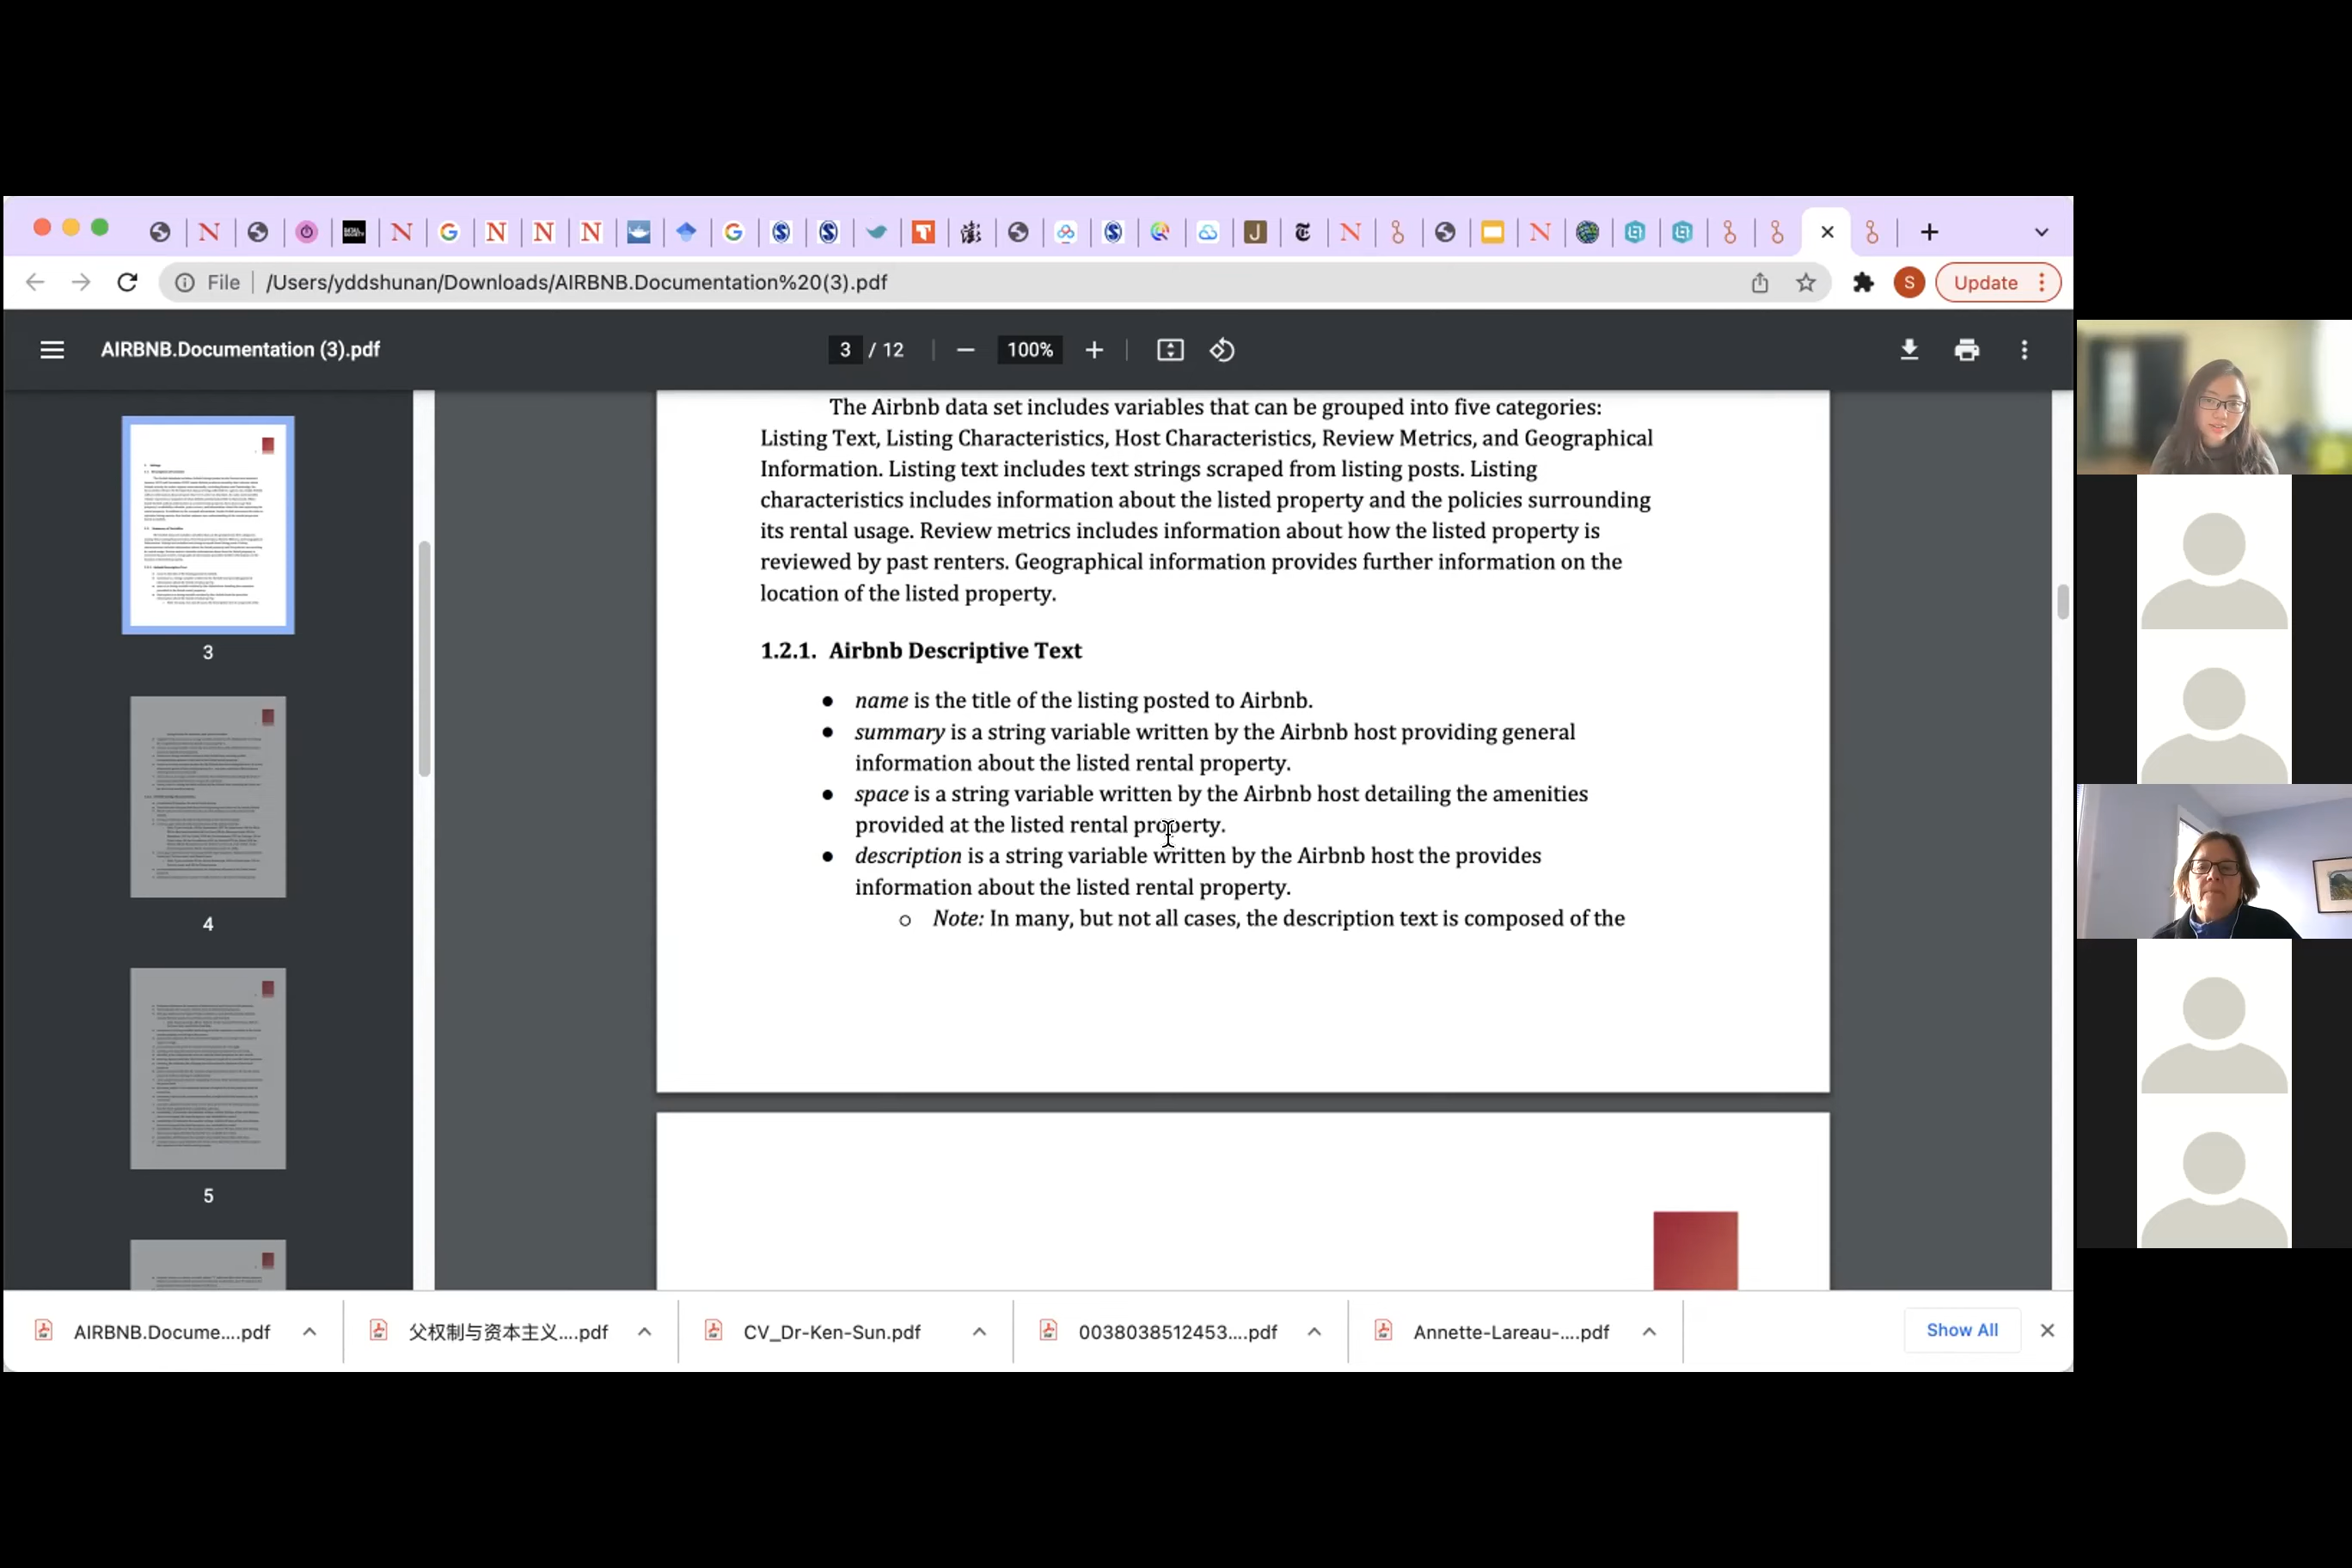 File /Users/yddshunan/Downloads/AIRBNB.Documentation%20(3).pdf
S
Update
AIRBNB.Documentation (3).pdf
3 / 12
100%
The Airbnb data set includes variables that can be grouped into five categories:
Listing Text, Listing Characteristics, Host Characteristics, Review Metrics, and Geographical
Information. Listing text includes text strings scraped from listing posts. Listing
characteristics includes information about the listed property and the policies surrounding
its rental usage. Review metrics includes information about how the listed property is
reviewed by past renters. Geographical information provides further information on the
location of the listed property.
1.2.1. Airbnb Descriptive Text
● name is the title of the listing posted to Airbnb.
● summary is a string variable written by the Airbnb host providing general
information about the listed rental property.
● space is a string variable written by the Airbnb host detailing the amenities
provided at the listed rental property.
● description is a string variable written by the Airbnb host the provides
information about the listed rental property.
○ Note: In many, but not all cases, the description text is composed of the
3
4
5
AIRBNB.Docume....pdf
父权制与资本主义....pdf
CV_Dr-Ken-Sun.pdf
0038038512453....pdf
Annette-Lareau-....pdf
Show All